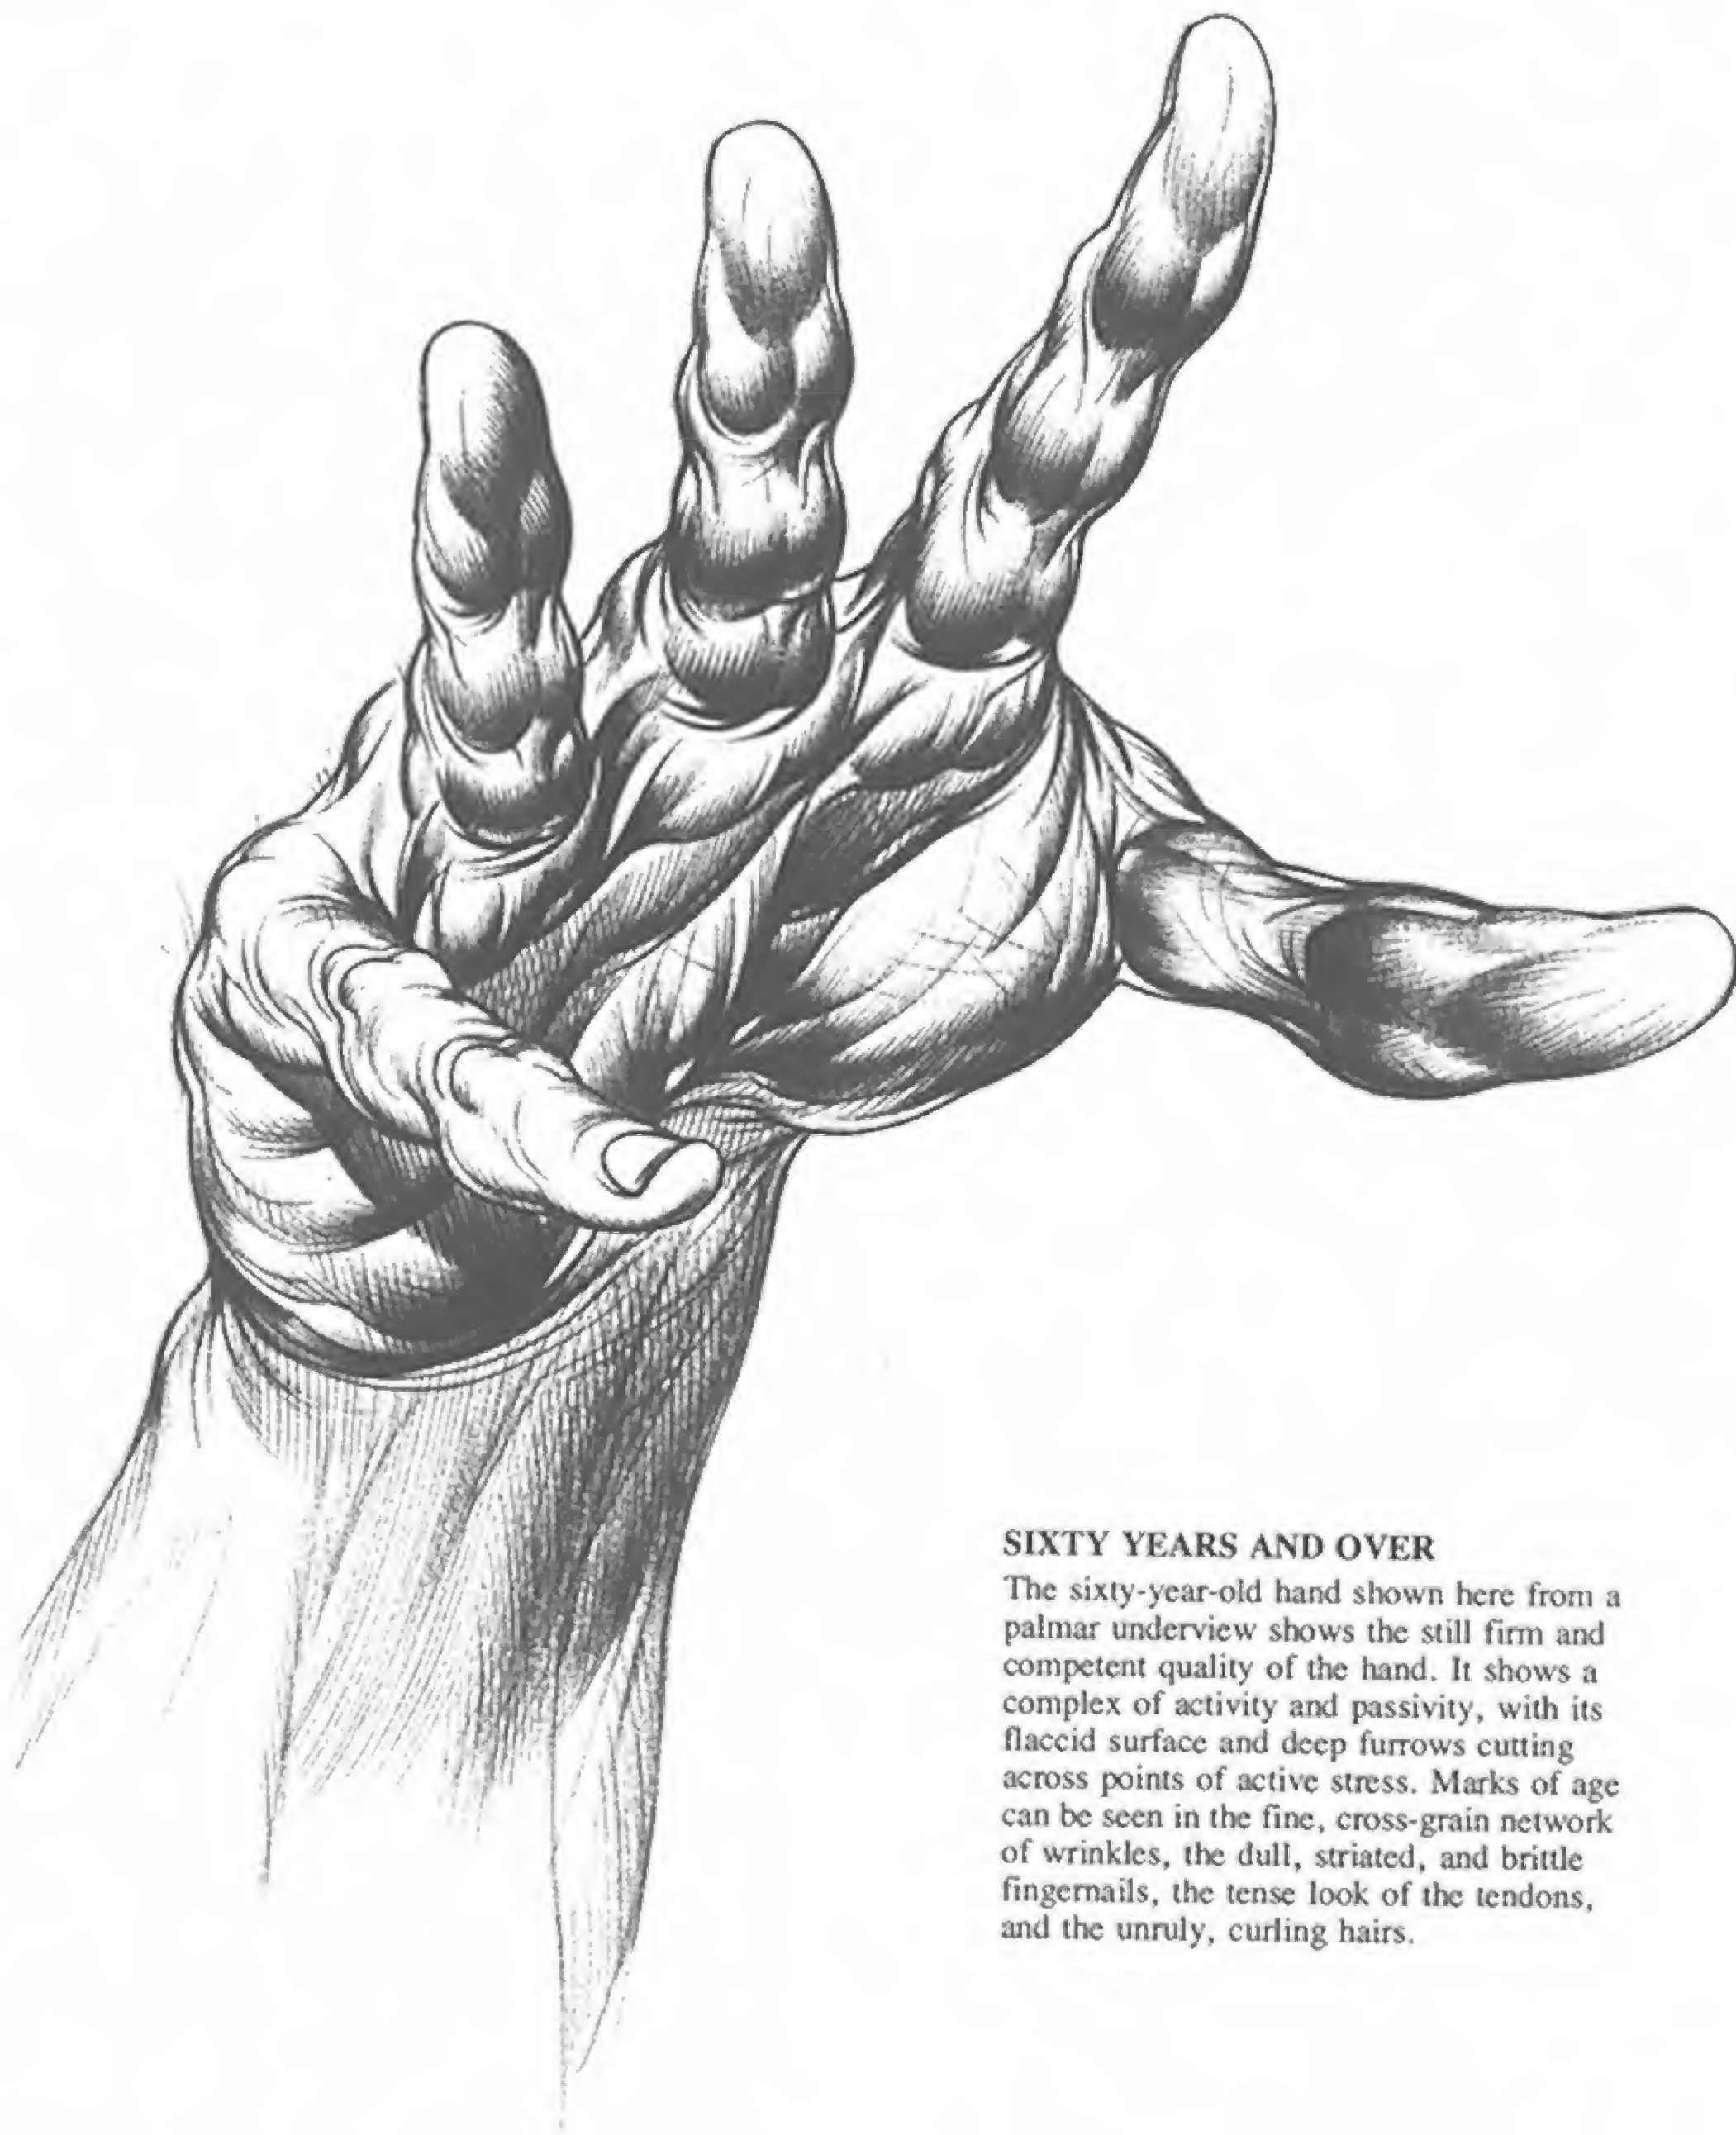 SIXTY YEARS AND OVER
The sixty-year-old hand shown here from a
palmar underview shows the still firm and
competent quality of the hand. It shows a
complex of activity and passivity, with its
flaccid surface and deep furrows cutting
across points of active stress. Marks of age
can be seen in the fine, cross-grain network
of wrinkles, the dull, striated, and brittle
fingernails, the tense look of the tendons,
and the unruly, curling hairs.